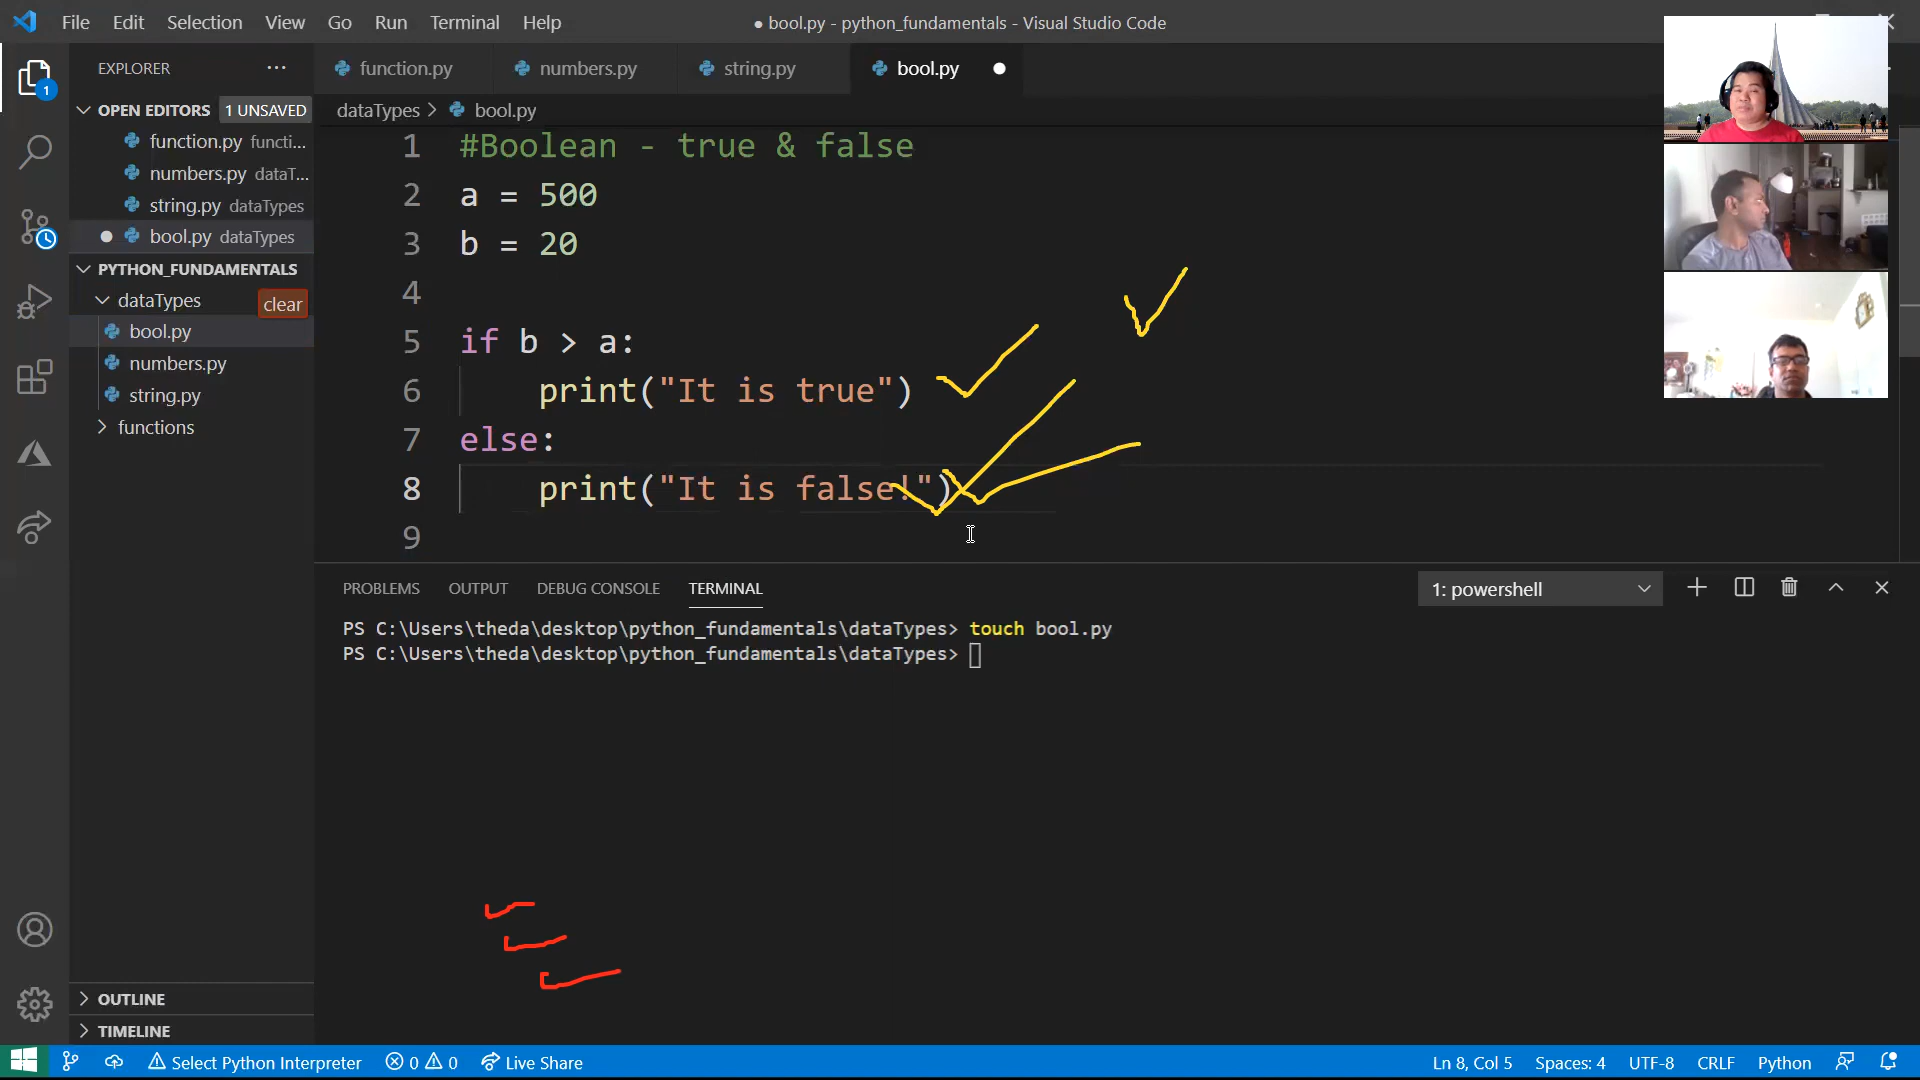 File Edit Selection View Go Run Terminal Help
● bool.py - python_fundamentals - Visual Studio Code
EXPLORER ...
OPEN EDITORS 1 UNSAVED
function.py functi...
numbers.py dataT...
string.py dataTypes
bool.py dataTypes
PYTHON_FUNDAMENTALS
dataTypes clear
bool.py
numbers.py
string.py
functions
OUTLINE
TIMELINE
1
function.py numbers.py string.py bool.py
dataTypes > bool.py
1 #Boolean - true & false
2 a = 500
3 b = 20
4
5 if b > a:
6 print("It is true")
7 else:
8 print("It is false!")
9
PROBLEMS OUTPUT DEBUG CONSOLE TERMINAL 1: powershell
PS C:\Users\theda\desktop\python_fundamentals\dataTypes> touch bool.py
PS C:\Users\theda\desktop\python_fundamentals\dataTypes>
Select Python Interpreter 0 0 Live Share Ln 8, Col 5 Spaces: 4 UTF-8 CRLF Python